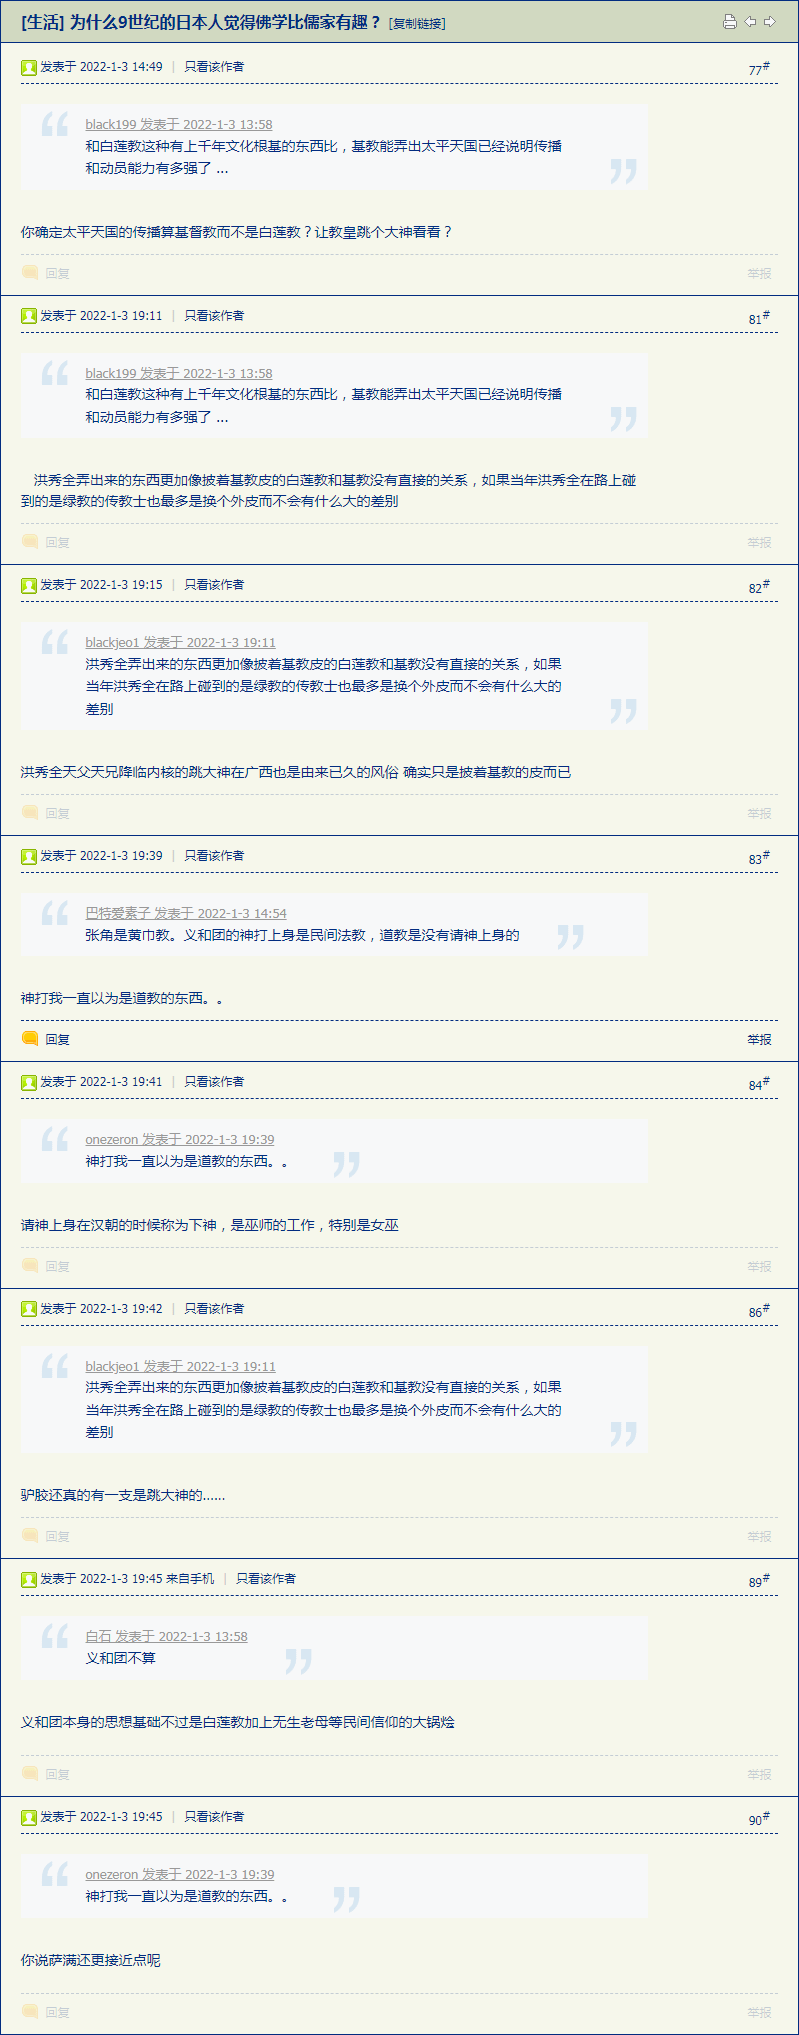 [生活] 为什么9世纪的日本人觉得佛学比儒家有趣？ [复制链接]
发表于 2022-1-3 14:49 | 只看该作者 77#
black199 发表于 2022-1-3 13:58
和白莲教这种有上千年文化根基的东西比，基教能弄出太平天国已经说明传播
和动员能力有多强了 ...
你确定太平天国的传播算基督教而不是白莲教？让教皇跳个大神看看？
回复 举报
发表于 2022-1-3 19:11 | 只看该作者 81#
black199 发表于 2022-1-3 13:58
和白莲教这种有上千年文化根基的东西比，基教能弄出太平天国已经说明传播
和动员能力有多强了 ...
洪秀全弄出来的东西更加像披着基教皮的白莲教和基教没有直接的关系，如果当年洪秀全在路上碰
到的是绿教的传教士也最多是换个外皮而不会有什么大的差别
回复 举报
发表于 2022-1-3 19:15 | 只看该作者 82#
blackjeo1 发表于 2022-1-3 19:11
洪秀全弄出来的东西更加像披着基教皮的白莲教和基教没有直接的关系，如果
当年洪秀全在路上碰到的是绿教的传教士也最多是换个外皮而不会有什么大的
差别
洪秀全天父天兄降临内核的跳大神在广西也是由来已久的风俗 确实只是披着基教的皮而已
回复 举报
发表于 2022-1-3 19:39 | 只看该作者 83#
巴特爱素子 发表于 2022-1-3 14:54
张角是黄巾教。义和团的神打上身是民间法教，道教是没有请神上身的
神打我一直以为是道教的东西。。
回复 举报
发表于 2022-1-3 19:41 | 只看该作者 84#
onezeron 发表于 2022-1-3 19:39
神打我一直以为是道教的东西。。
请神上身在汉朝的时候称为下神，是巫师的工作，特别是女巫
回复 举报
发表于 2022-1-3 19:42 | 只看该作者 86#
blackjeo1 发表于 2022-1-3 19:11
洪秀全弄出来的东西更加像披着基教皮的白莲教和基教没有直接的关系，如果
当年洪秀全在路上碰到的是绿教的传教士也最多是换个外皮而不会有什么大的
差别
驴胶还真的有一支是跳大神的......
回复 举报
发表于 2022-1-3 19:45 来自手机 | 只看该作者 89#
白石 发表于 2022-1-3 13:58
义和团不算
义和团本身的思想基础不过是白莲教加上无生老母等民间信仰的大锅烩
回复 举报
发表于 2022-1-3 19:45 | 只看该作者 90#
onezeron 发表于 2022-1-3 19:39
神打我一直以为是道教的东西。。
你说萨满还更接近点呢
回复 举报